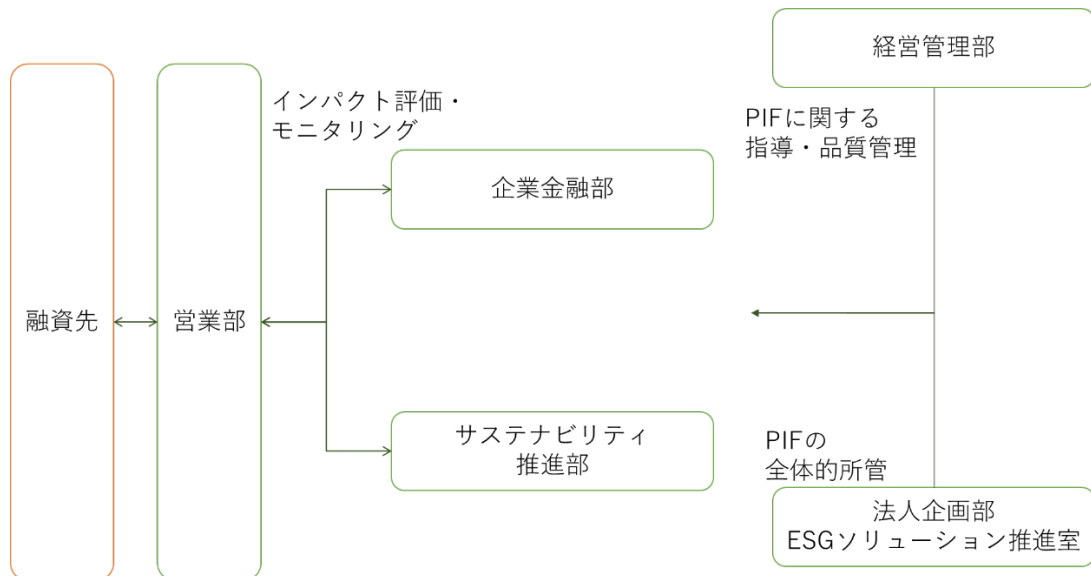 経営管理部
インパクト評価・
モニタリング
PIFに関する
指導・品質管理
企業金融部
融資先
営業部
サステナビリティ
推進部
PIFの
全体的所管
法人企画部
ESGソリューション推進室